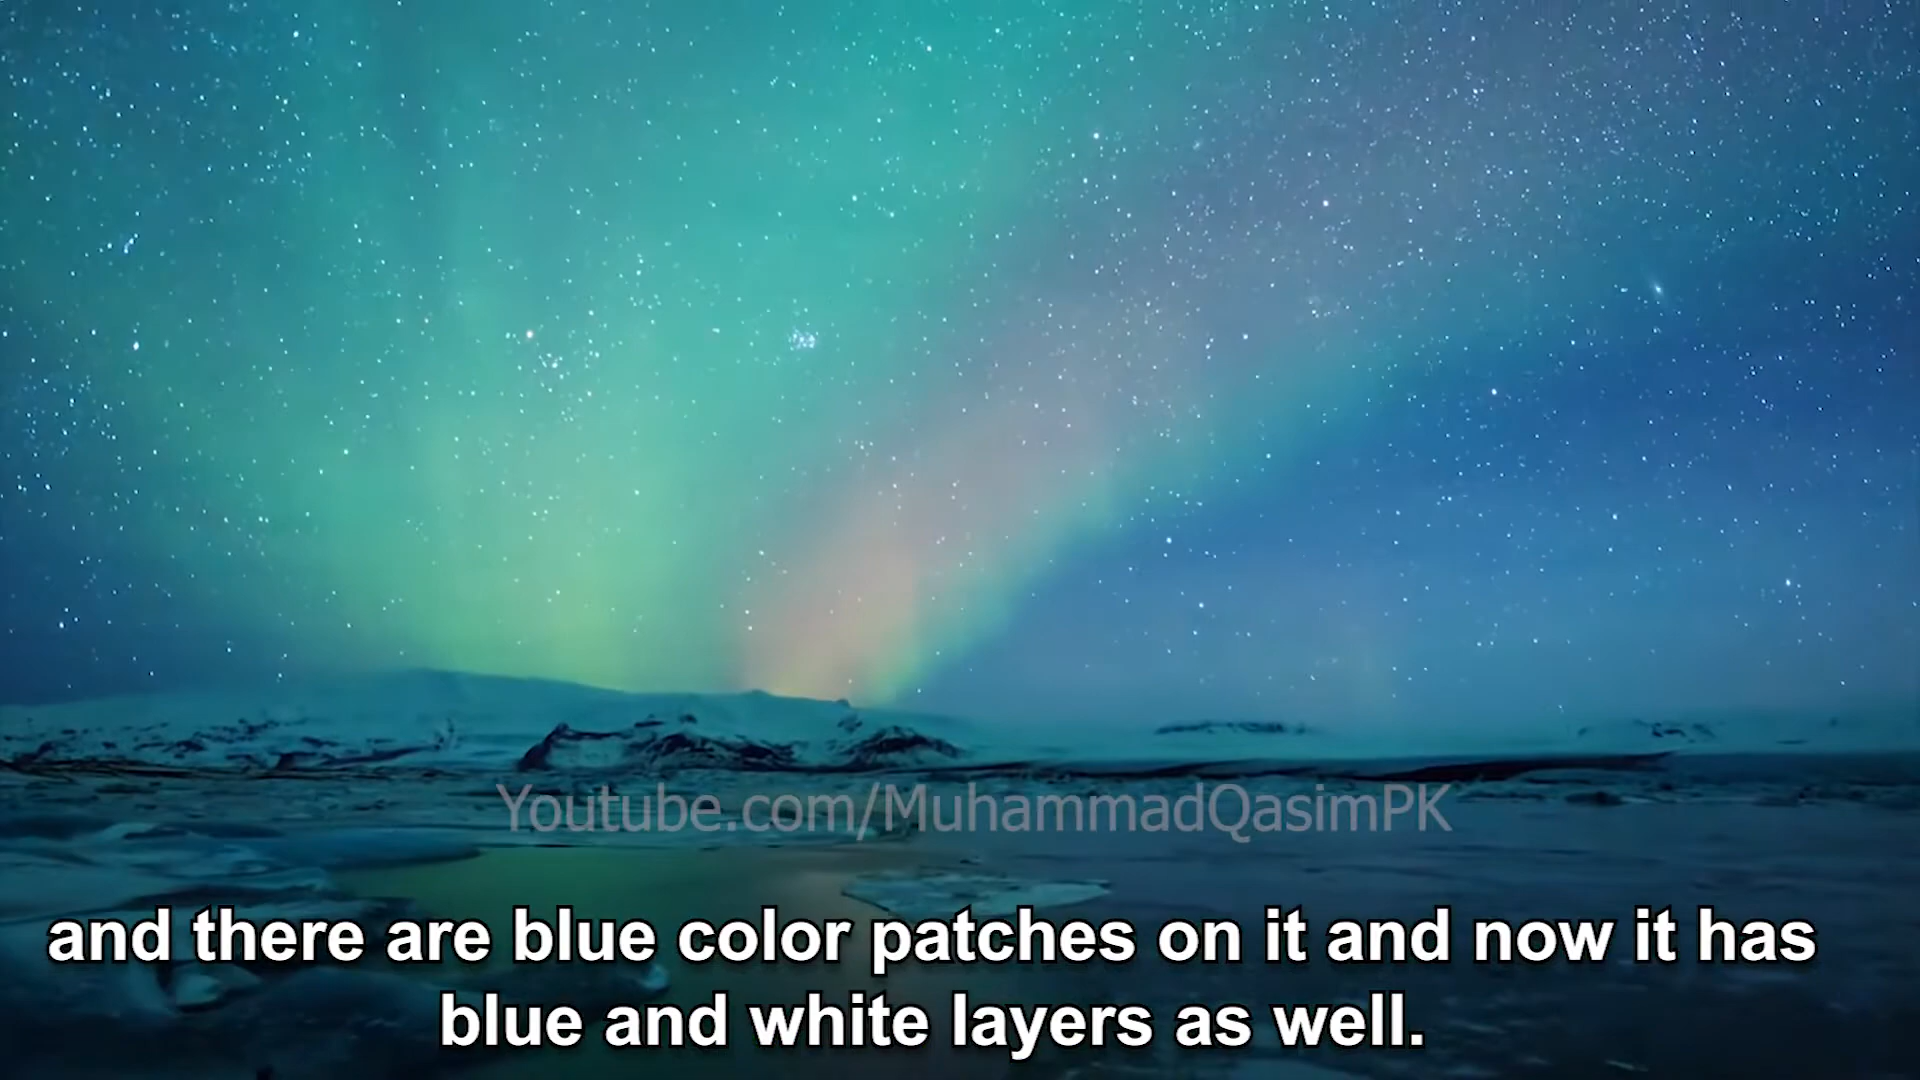 Youtube.com/MuhammadQasimPK
and there are blue color patches on it and now it has
blue and white layers as well.